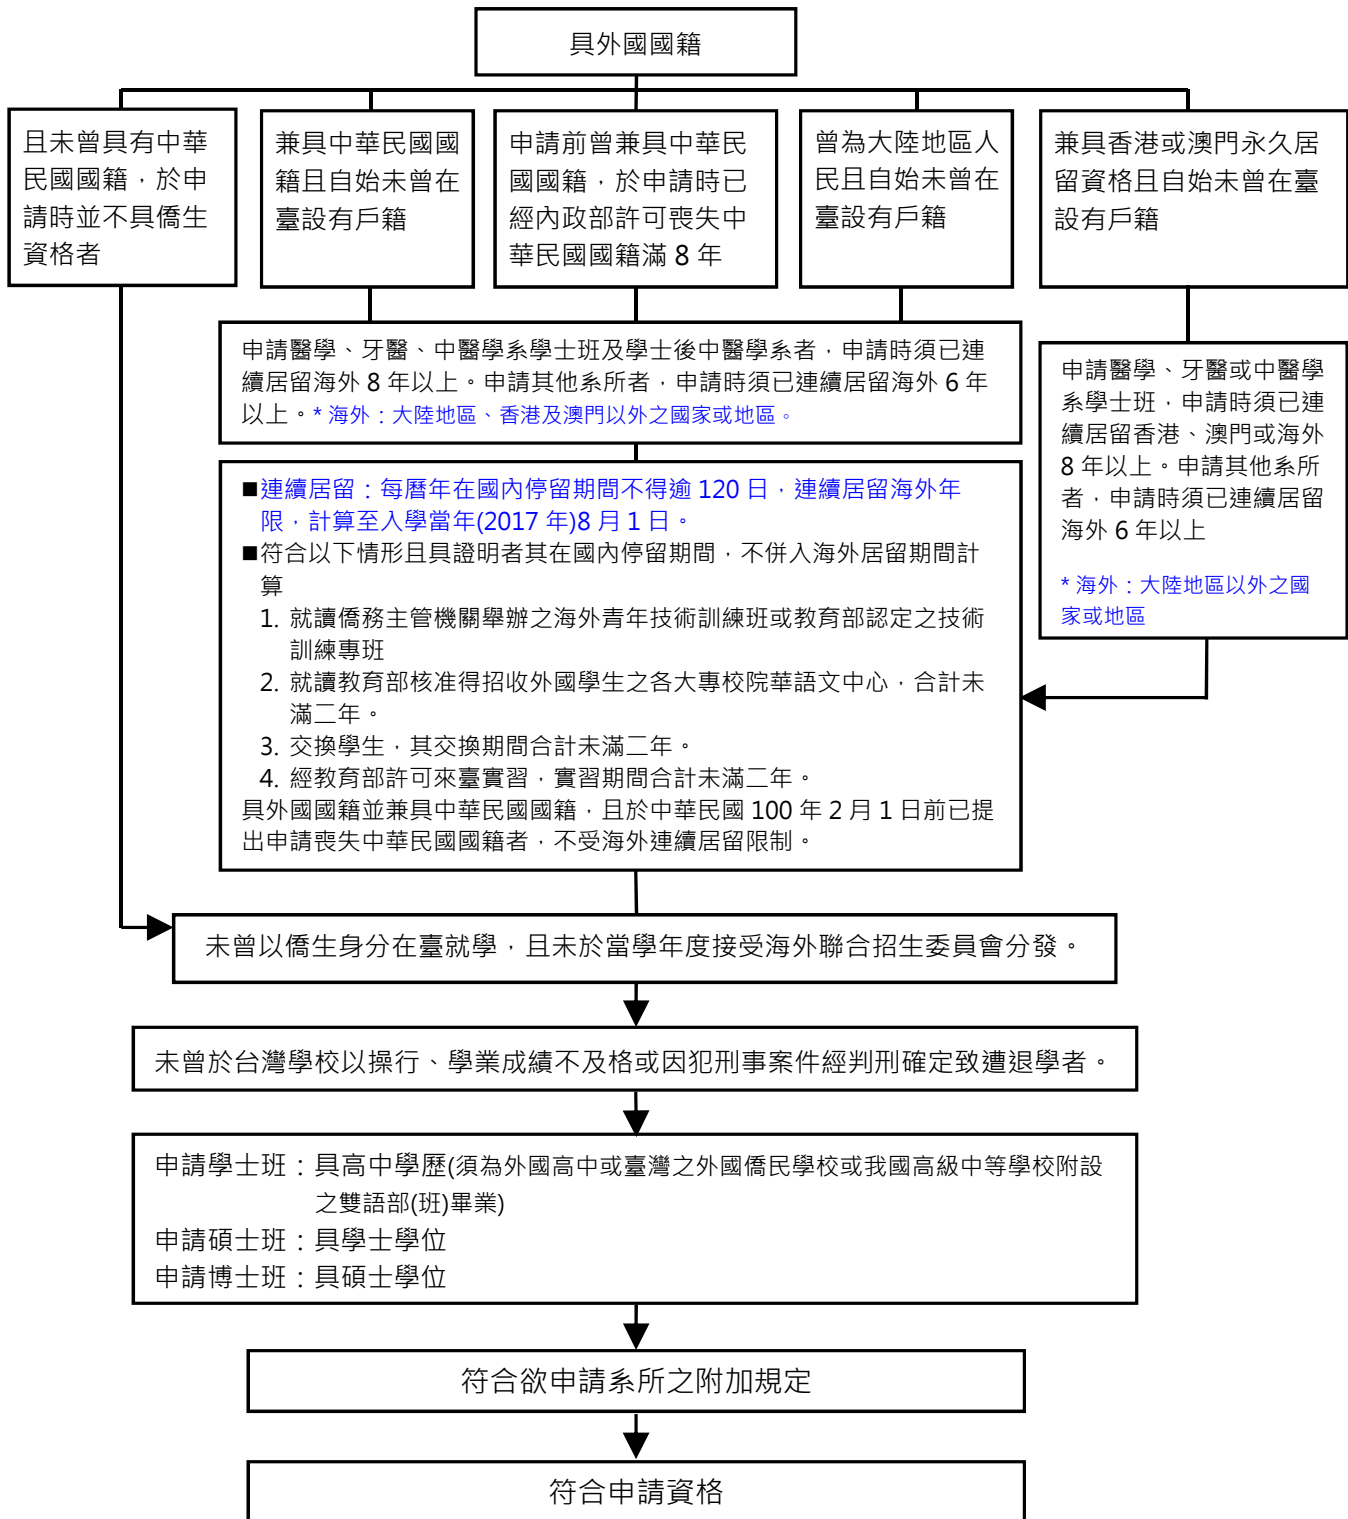 具外國國籍
且未曾具有中華
民國國籍，於申
請時並不具僑生
資格者
兼具中華民國國
籍且自始未曾在
臺設有戶籍
申請前曾兼具中華民
國國籍，於申請時已
經內政部許可喪失中
華民國國籍滿 8 年
曾為大陸地區人
民且自始未曾在
臺設有戶籍
兼具香港或澳門永久居
留資格且自始未曾在臺
設有戶籍
申請醫學、牙醫、中醫學系學士班及學士後中醫學系者，申請時須已連
續居留海外 8 年以上。申請其他系所者，申請時須已連續居留海外 6 年
以上。* 海外：大陸地區、香港及澳門以外之國家或地區。
申請醫學、牙醫或中醫學
系學士班，申請時須已連
續居留香港、澳門或海外
8 年以上。申請其他系所
者，申請時須已連續居留
海外 6 年以上
* 海外：大陸地區以外之國
家或地區
■連續居留：每曆年在國內停留期間不得逾 120 日，連續居留海外年
限，計算至入學當年(2017 年)8 月 1 日。
■符合以下情形且具證明者其在國內停留期間，不併入海外居留期間計
算
1. 就讀僑務主管機關舉辦之海外青年技術訓練班或教育部認定之技術
訓練專班
2. 就讀教育部核准得招收外國學生之各大專校院華語文中心，合計未
滿二年。
3. 交換學生，其交換期間合計未滿二年。
4. 經教育部許可來臺實習，實習期間合計未滿二年。
具外國國籍並兼具中華民國國籍，且於中華民國 100 年 2 月 1 日前已提
出申請喪失中華民國國籍者，不受海外連續居留限制。
未曾以僑生身分在臺就學，且未於當學年度接受海外聯合招生委員會分發。
未曾於台灣學校以操行、學業成績不及格或因犯刑事案件經判刑確定致遭退學者。
申請學士班：具高中學歷(須為外國高中或臺灣之外國僑民學校或我國高級中等學校附設
之雙語部(班)畢業)
申請碩士班：具學士學位
申請博士班：具碩士學位
符合欲申請系所之附加規定
符合申請資格